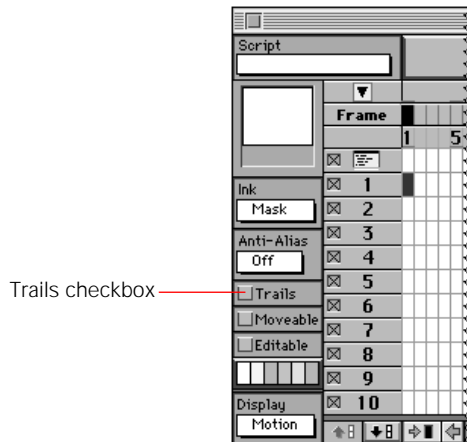 Script
Frame
1 5
Ink
Mask
Anti-Alias
Off
Trails checkbox
Trails
Moveable
Editable
Display
Motion
1
2
3
4
5
6
7
8
9
10